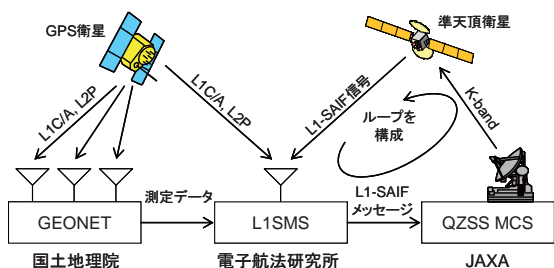 GPS衛星
準天頂衛星
L1C/A, L2P
L1C/A, L2P
L1-SAIF信号
K-band
ループを
構成
測定データ
L1-SAIF
メッセージ
GEONET
L1SMS
QZSS MCS
国土地理院
電子航法研究所
JAXA